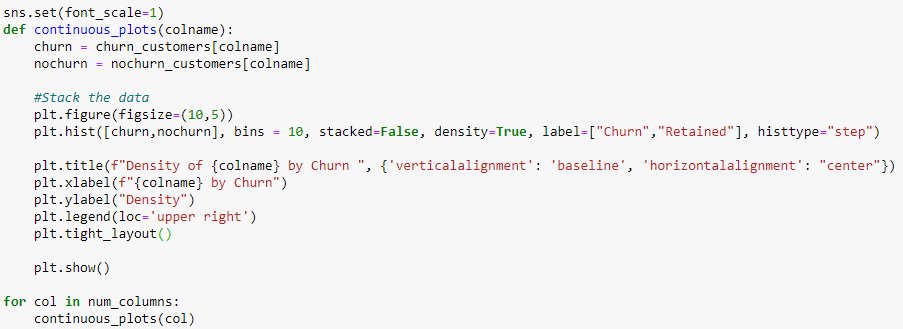 sns.set(font_scale=1)
def continuous_plots(colname):
    churn = churn_customers[colname]
    nochurn = nochurn_customers[colname]

    #Stack the data
    plt.figure(figsize=(10,5))
    plt.hist([churn,nochurn], bins = 10, stacked=False, density=True, label=["Churn","Retained"], histtype="step")

    plt.title(f"Density of {colname} by Churn ", {'verticalalignment': 'baseline', 'horizontalalignment': "center"})
    plt.xlabel(f"{colname} by Churn")
    plt.ylabel("Density")
    plt.legend(loc='upper right')
    plt.tight_layout()

    plt.show()

for col in num_columns:
    continuous_plots(col)